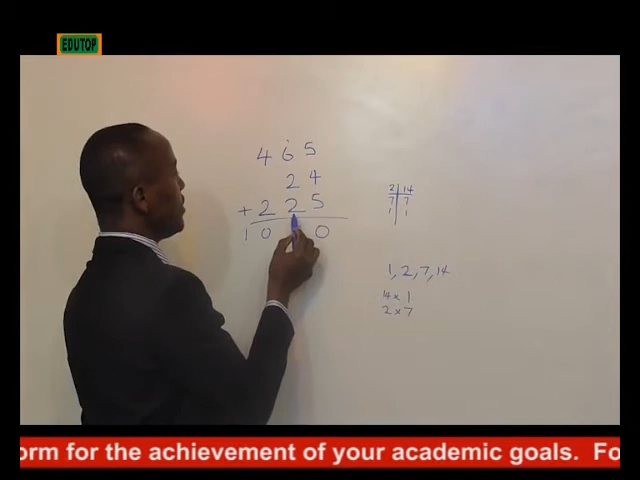 EDUTOP
465
24
+ 225
10 0
2 14
7 7
1 1
1, 2, 7, 14
14 x 1
2 x 7
orm for the achievement of your academic goals. Fo